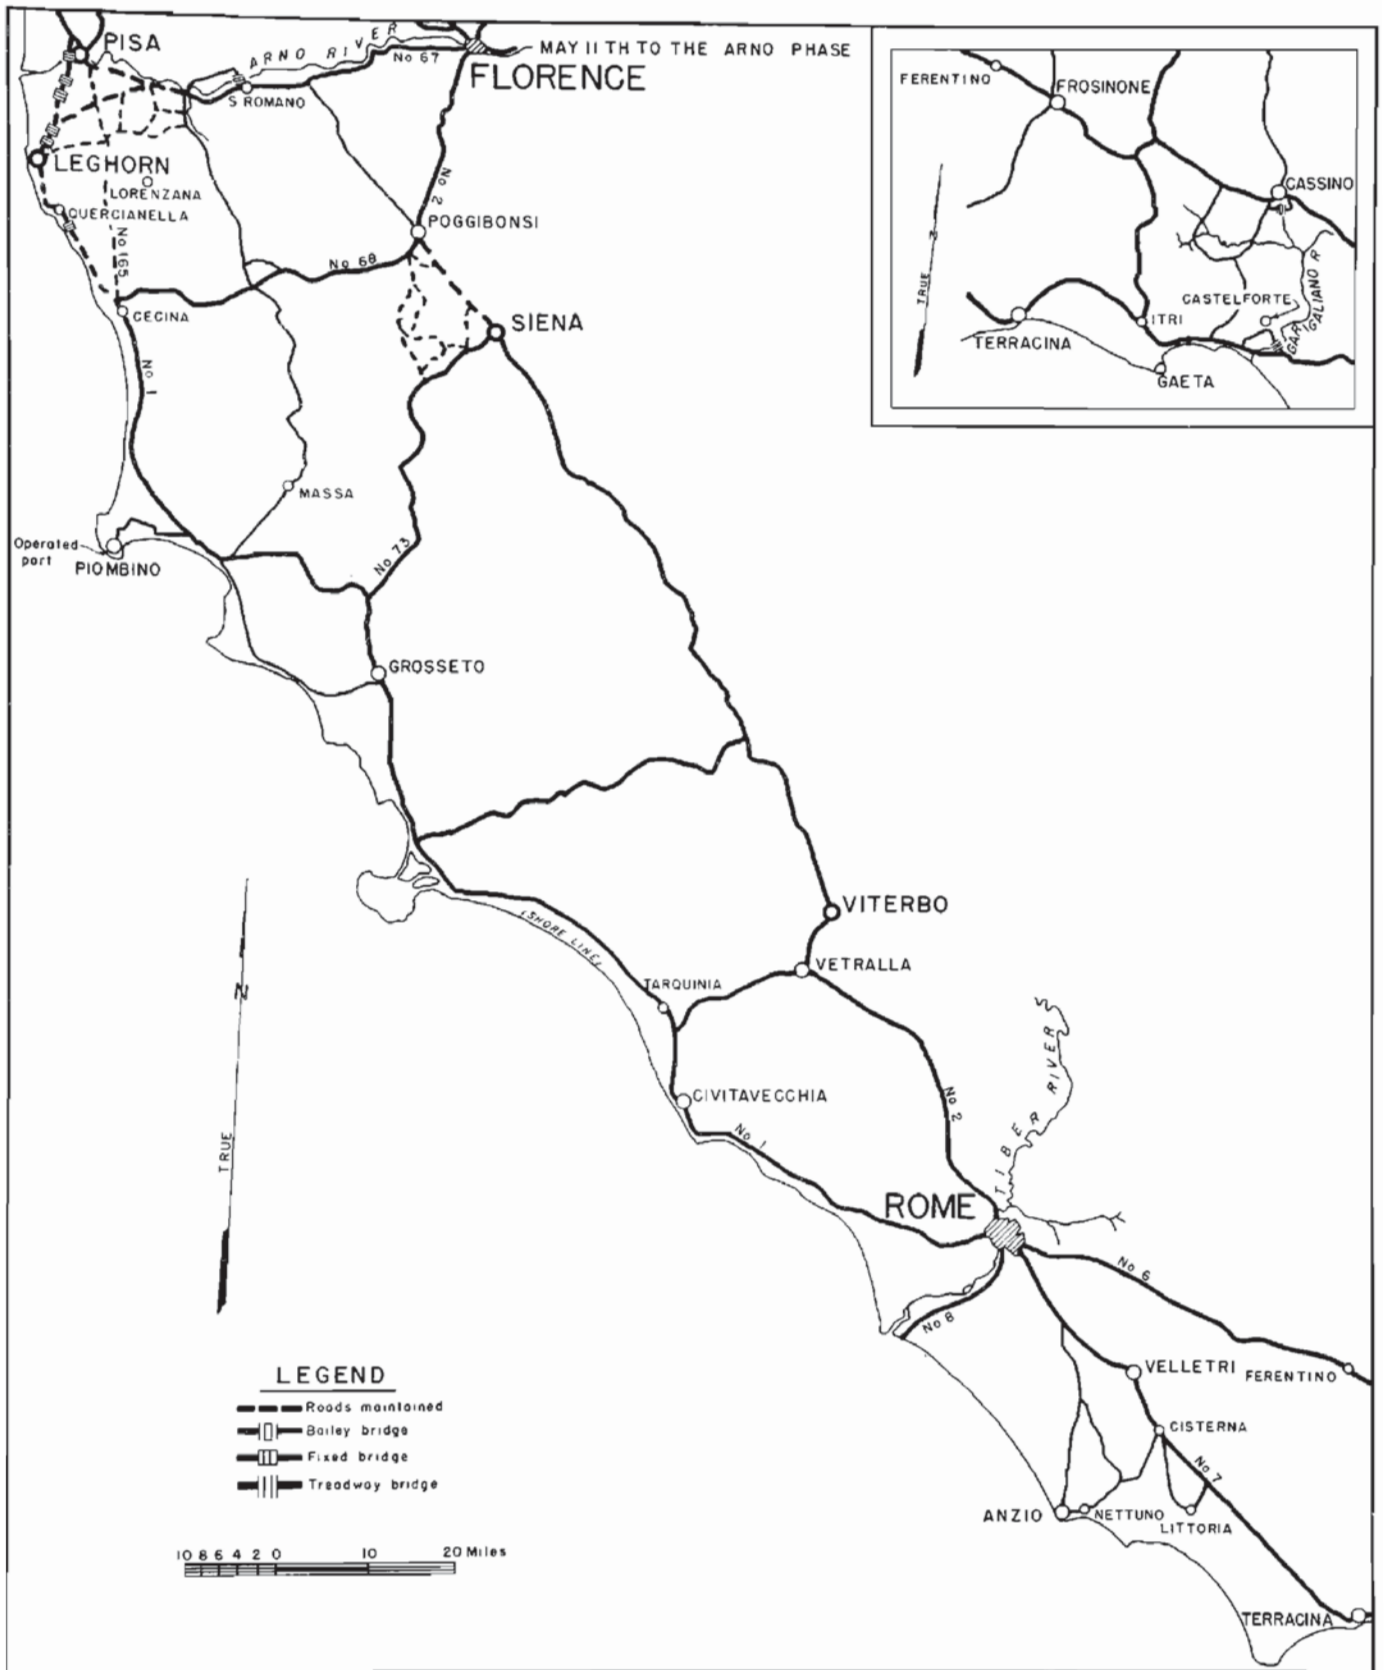 PISA
ARNO RIVER
No 67
MAY 11 TH TO THE ARNO PHASE
FLORENCE
S ROMANO
LEGHORN
LORENZANA
QUERCIANELLA
No 165
No 2
POGGIBONSI
No 68
CECINA
SIENA
No 1
MASSA
Operated
port
PIOMBINO
No 73
GROSSETO
FERENTINO
FROSINONE
CASSINO
N
TRUE
CASTELFORTE
GARIGALIANO R
ITRI
TERRACINA
GAETA
VITERBO
(SHORE LINE)
VETRALLA
TARQUINIA
N
TRUE
CIVITAVECCHIA
No 1
No 2
TIBER RIVERS
ROME
No 6
No 8
VELLETRI
FERENTINO
CISTERNA
No 7
ANZIO
NETTUNO
LITTORIA
TERRACINA
LEGEND
Roads maintained
Bailey bridge
Fixed bridge
Treadway bridge
10 8 6 4 2 0 10 20 Miles